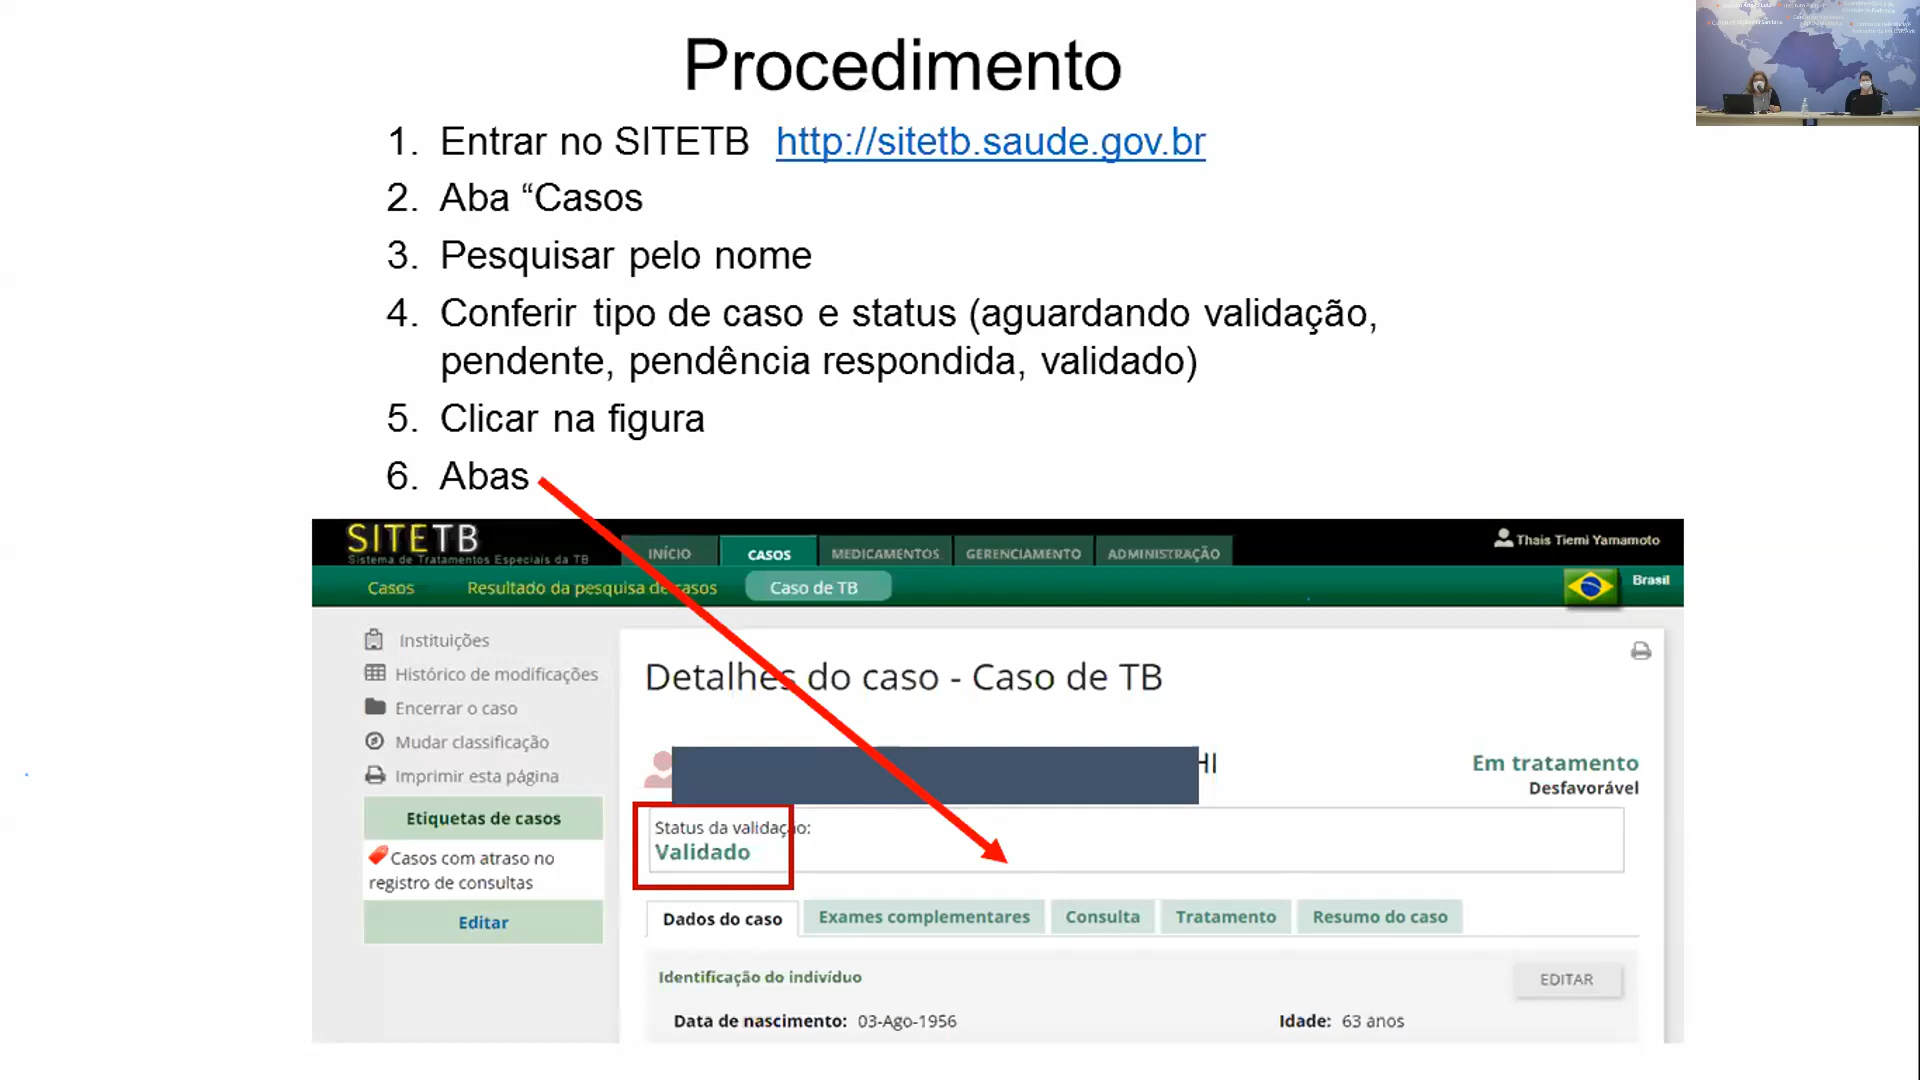 Procedimento
1. Entrar no SITETB http://sitetb.saude.gov.br
2. Aba “Casos
3. Pesquisar pelo nome
4. Conferir tipo de caso e status (aguardando validação,
pendente, pendência respondida, validado)
5. Clicar na figura
6. Abas
SITETB
Sistema de Tratamentos Especiais da TB
INÍCIO CASOS MEDICAMENTOS GERENCIAMENTO ADMINISTRAÇÃO
Thais Tiemi Yamamoto
Casos Resultado da pesquisa de casos Caso de TB
Brasil
Instituições
Histórico de modificações
Encerrar o caso
Mudar classificação
Imprimir esta página
Etiquetas de casos
Casos com atraso no
registro de consultas
Editar
Detalhes do caso - Caso de TB
HI
Em tratamento
Desfavorável
Status da validação:
Validado
Dados do caso Exames complementares Consulta Tratamento Resumo do caso
Identificação do indivíduo
EDITAR
Data de nascimento: 03-Ago-1956
Idade: 63 anos